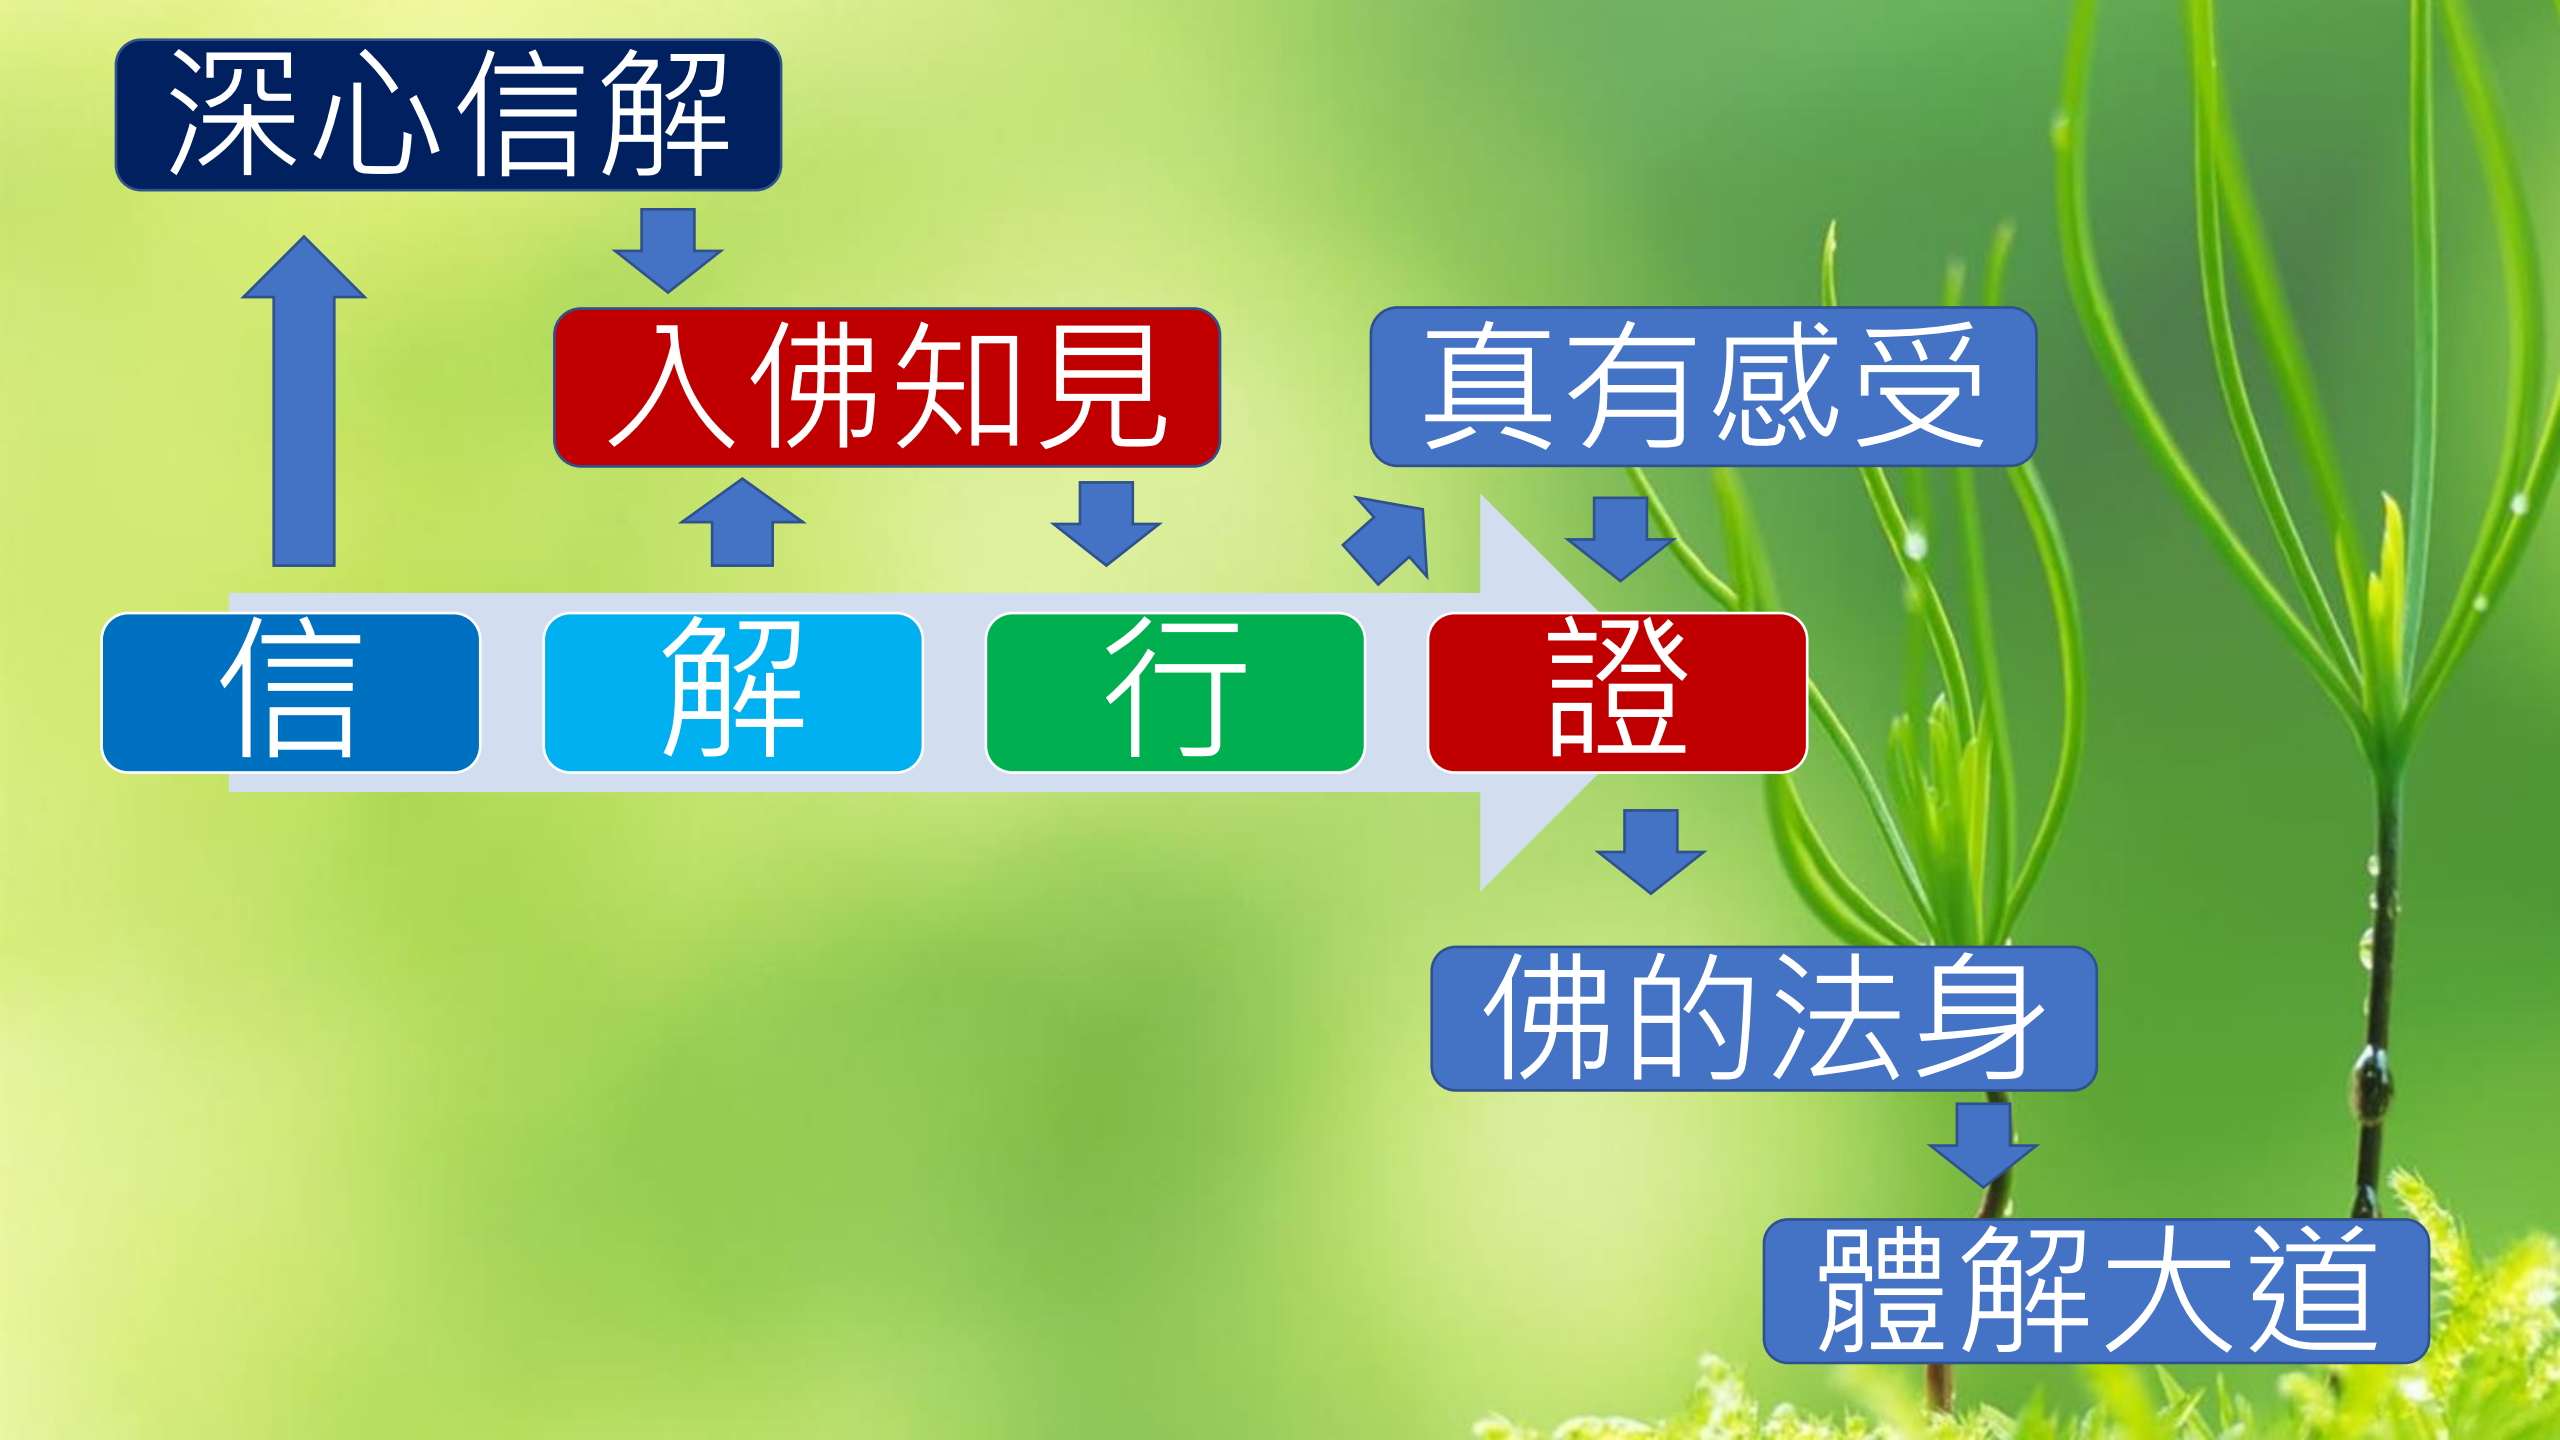 深心信解
入佛知見
真有感受
信
解
行
證
佛的法身
體解大道